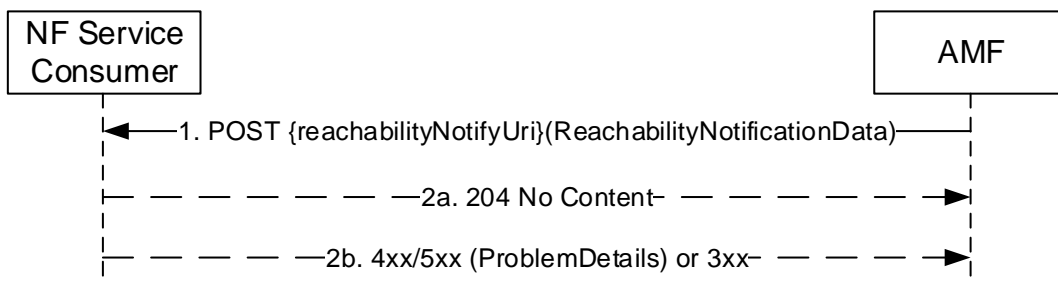 NF Service
Consumer
AMF
1. POST {reachabilityNotifyUri}(ReachabilityNotificationData)
2a. 204 No Content
2b. 4xx/5xx (ProblemDetails) or 3xx